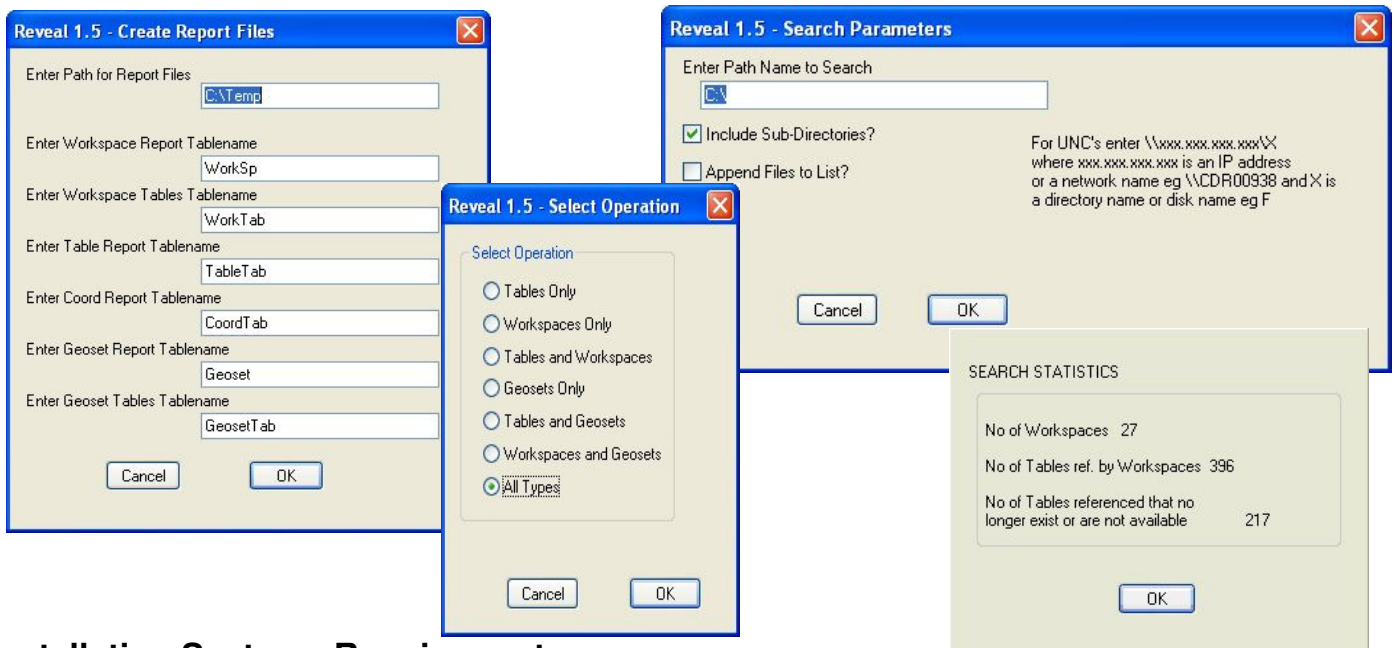 Reveal 1.5 - Create Report Files
Enter Path for Report Files
C:\Temp
Enter Workspace Report Tablename
WorkSp
Enter Workspace Tables Tablename
WorkTab
Enter Table Report Tablename
TableTab
Enter Coord Report Tablename
CoordTab
Enter Geoset Report Tablename
Geoset
Enter Geoset Tables Tablename
GeosetTab
Cancel OK
Reveal 1.5 - Select Operation
Select Operation
Tables Only
Workspaces Only
Tables and Workspaces
Geosets Only
Tables and Geosets
Workspaces and Geosets
All Types
Cancel OK
Reveal 1.5 - Search Parameters
Enter Path Name to Search
C:\
Include Sub-Directories?
Append Files to List?
For UNC's enter \\xxx.xxx.xxx.xxx\X
where xxx.xxx.xxx.xxx is an IP address
or a network name eg \\CDR00938 and X is
a directory name or disk name eg F
Cancel OK
SEARCH STATISTICS
No of Workspaces 27
No of Tables ref. by Workspaces 396
No of Tables referenced that no
longer exist or are not available 217
OK